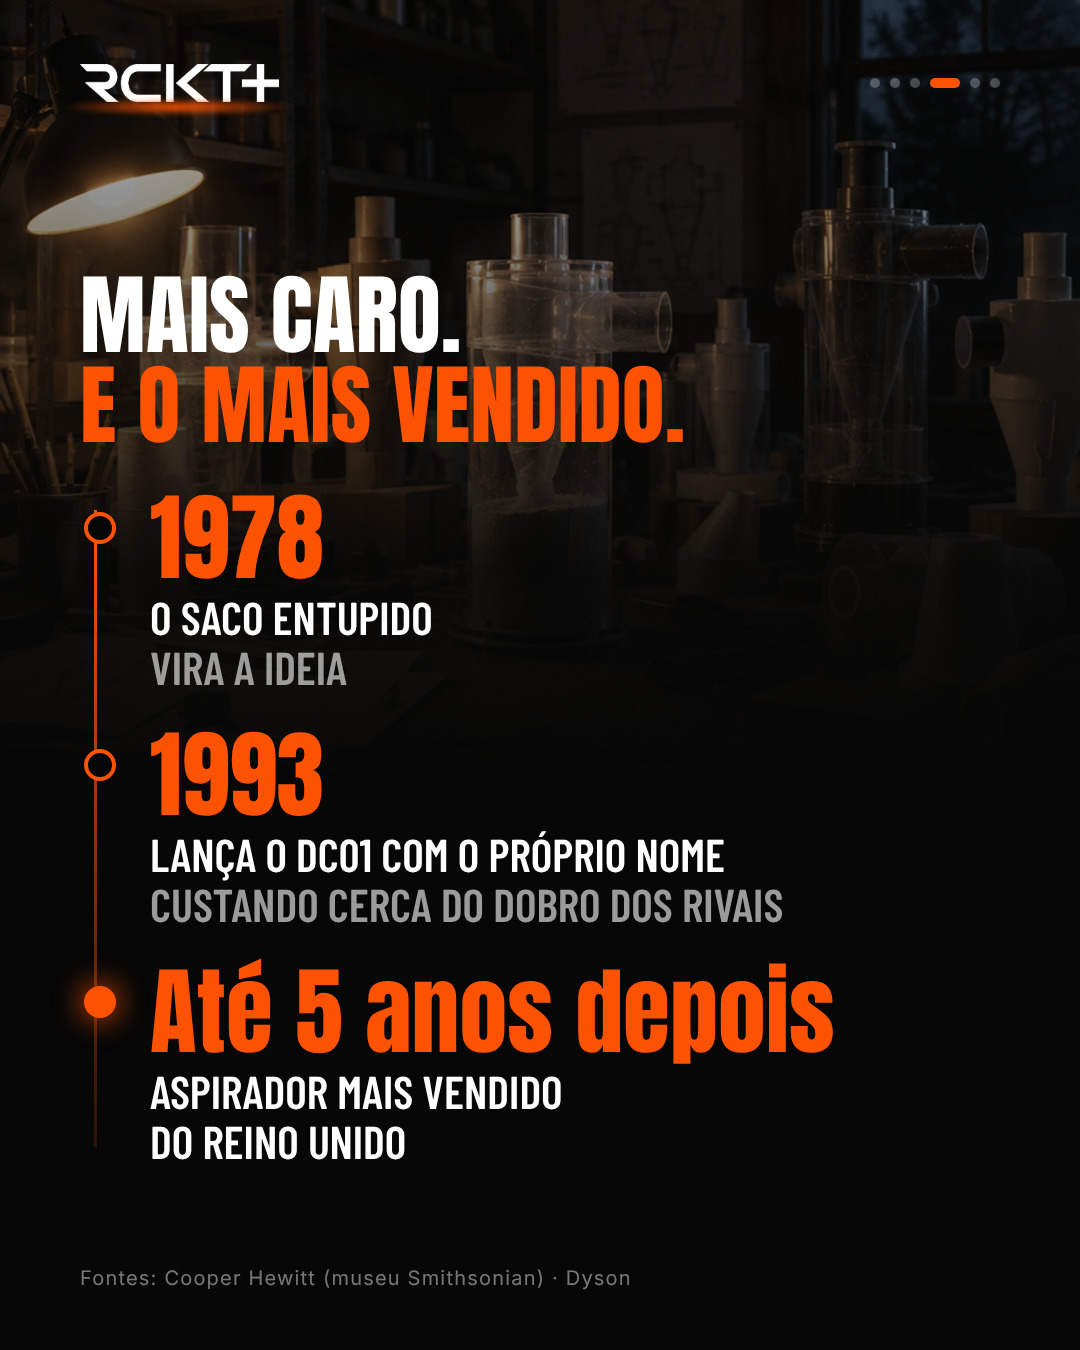 RCKT+
MAIS CARO.
E O MAIS VENDIDO.
1978
O SACO ENTUPIDO
VIRA A IDEIA
1993
LANÇA O DC01 COM O PRÓPRIO NOME
CUSTANDO CERCA DO DOBRO DOS RIVAIS
Até 5 anos depois
ASPIRADOR MAIS VENDIDO
DO REINO UNIDO
Fontes: Cooper Hewitt (museu Smithsonian) · Dyson